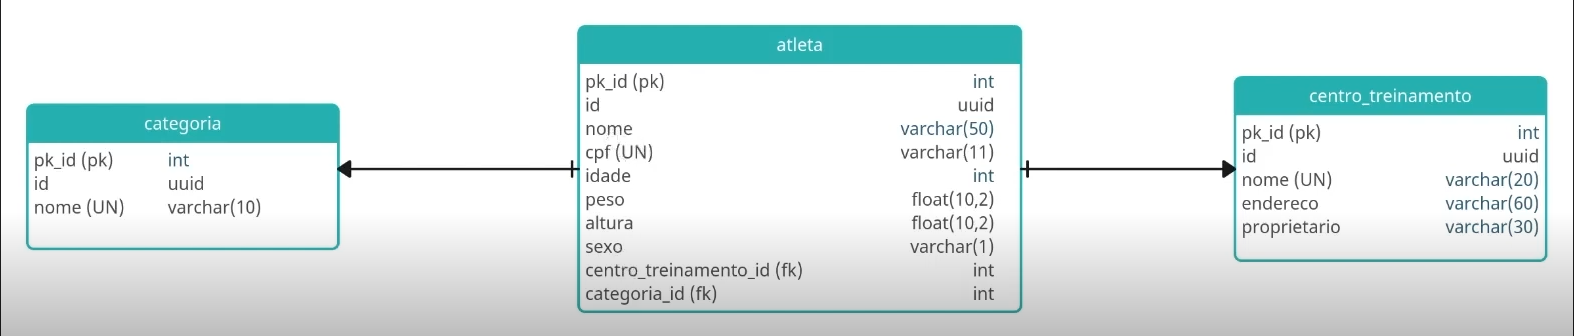 categoria
pk_id (pk) int
id uuid
nome (UN) varchar(10)
atleta
pk_id (pk) int
id uuid
nome varchar(50)
cpf (UN) varchar(11)
idade int
peso float(10,2)
altura float(10,2)
sexo varchar(1)
centro_treinamento_id (fk) int
categoria_id (fk) int
centro_treinamento
pk_id (pk) int
id uuid
nome (UN) varchar(20)
endereco varchar(60)
proprietario varchar(30)